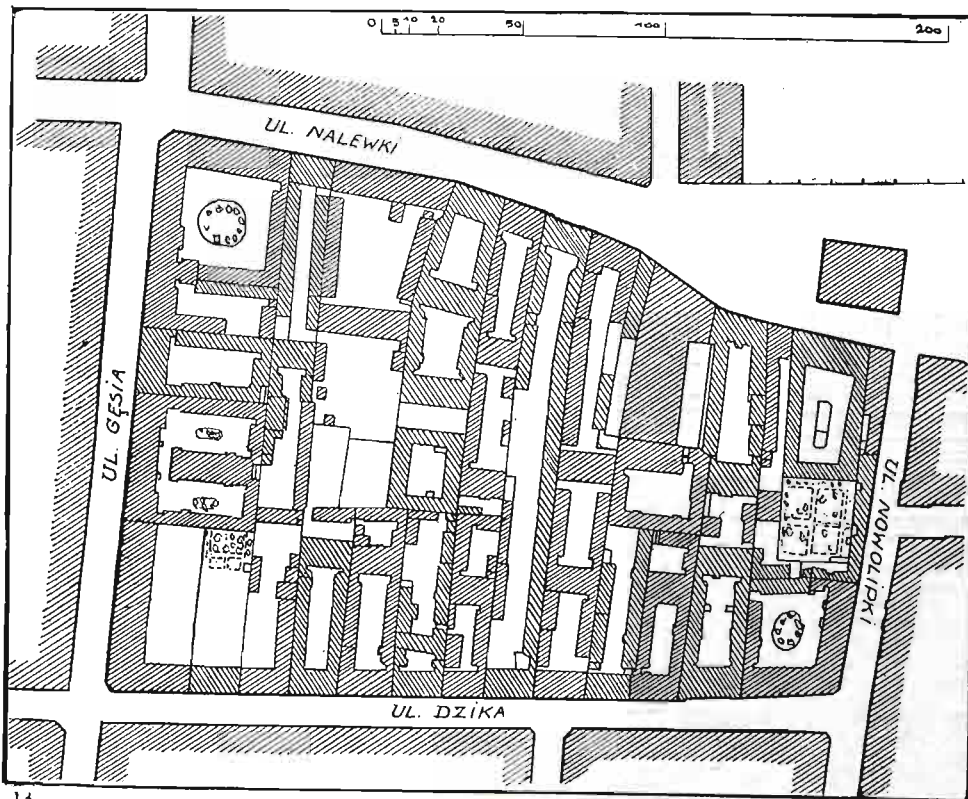 0 5 10 20 50 100 200
UL. NALEWKI
UL. GĘSIA
UL. NOWOLIPKI
UL. DZIKA